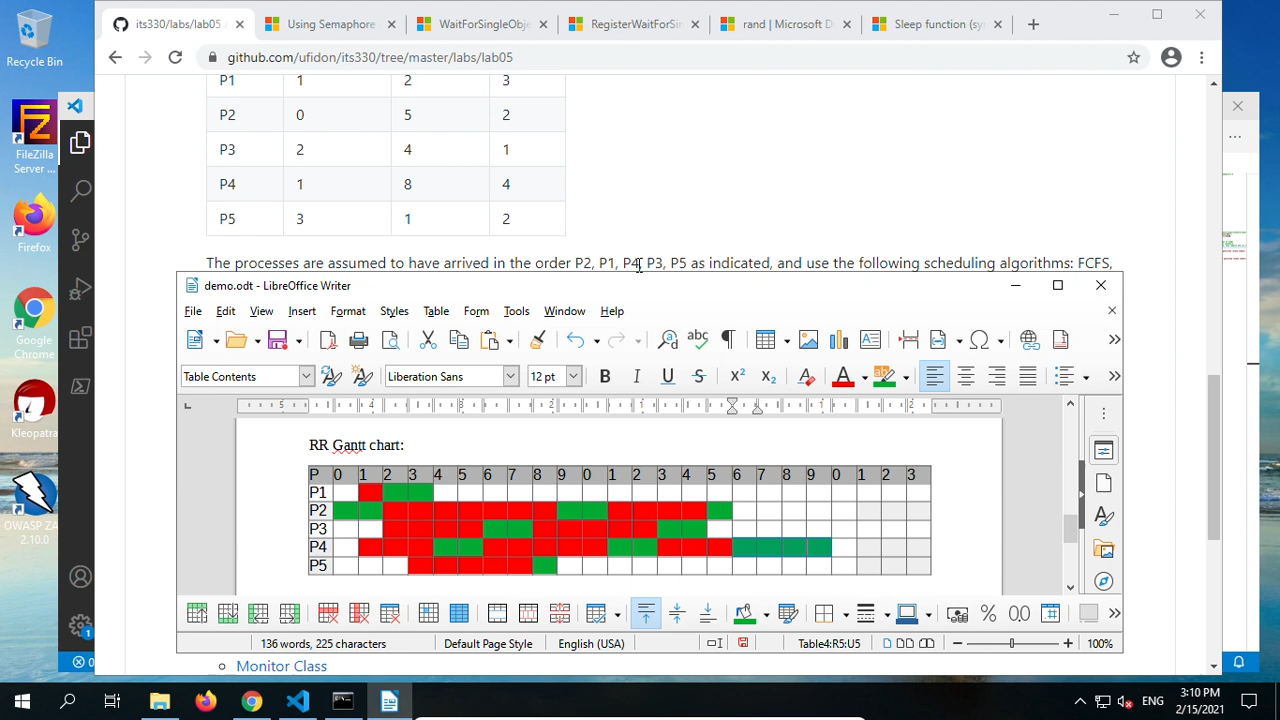 Recycle Bin
its330/labs/lab05
Using Semaphore
WaitForSingleObje
RegisterWaitForSin
rand | Microsoft D
Sleep function (sy
github.com/ufidon/its330/tree/master/labs/lab05
P1 1 2 3
P2 0 5 2
P3 2 4 1
P4 1 8 4
P5 3 1 2
The processes are assumed to have arrived in the order P2, P1, P4, P3, P5 as indicated, and use the following scheduling algorithms: FCFS,
FileZilla
Server ...
Firefox
Google
Chrome
Kleopatra
OWASP ZA
2.10.0
demo.odt - LibreOffice Writer
File Edit View Insert Format Styles Table Form Tools Window Help
Table Contents
Liberation Sans
12 pt
RR Gantt chart:
P 0 1 2 3 4 5 6 7 8 9 0 1 2 3 4 5 6 7 8 9 0 1 2 3
P1
P2
P3
P4
P5
136 words, 225 characters
Default Page Style
English (USA)
Table4:R5:U5
100%
Monitor Class
ENG
3:10 PM
2/15/2021